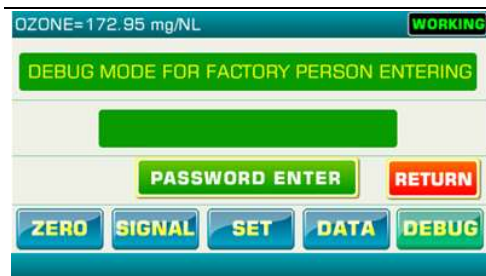 OZONE=172.95 mg/NL WORKING
DEBUG MODE FOR FACTORY PERSON ENTERING
PASSWORD ENTER RETURN
ZERO SIGNAL SET DATA DEBUG